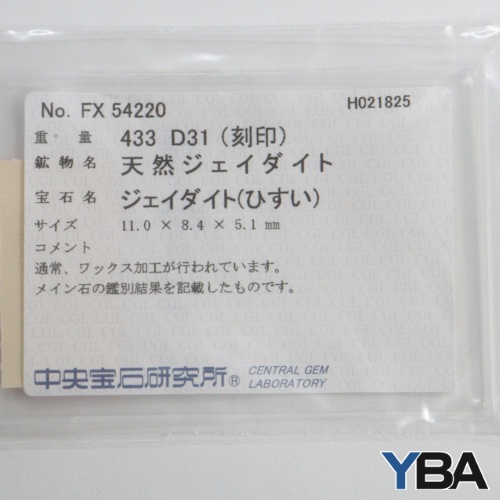 No. FX 54220 H021825
重・量 433 D31 (刻印)
鉱物名 天然ジェイダイト
宝石名 ジェイダイト(ひすい)
サイズ 11.0 × 8.4 × 5.1 mm
コメント
通常、ワックス加工が行われています。
メイン石の鑑別結果を記載したものです。
中央宝石研究所® CENTRAL GEM
LABORATORY
YBA